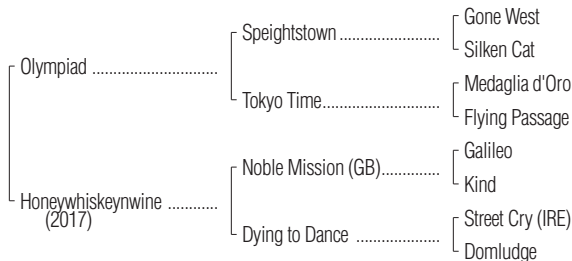 Gone West
Speightstown ..................
Silken Cat
Olympiad ......................
Medaglia d'Oro
Tokyo Time.....................
Flying Passage
Galileo
Noble Mission (GB)............
Kind
Honeywhiskeynwine ...........
(2017)
Street Cry (IRE)
Dying to Dance ...............
Domludge